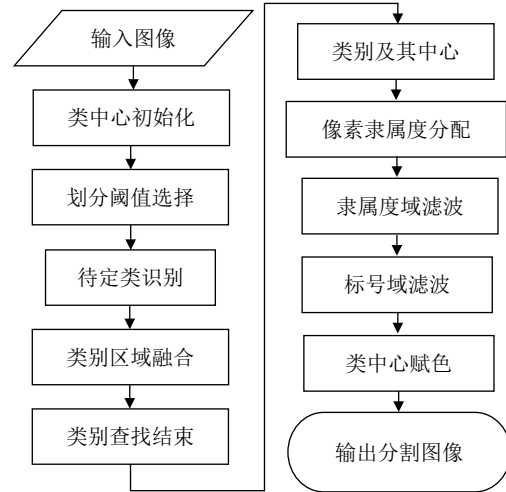 输入图像
类中心初始化
划分阈值选择
待定类识别
类别区域融合
类别查找结束
类别及其中心
像素隶属度分配
隶属度域滤波
标号域滤波
类中心赋色
输出分割图像